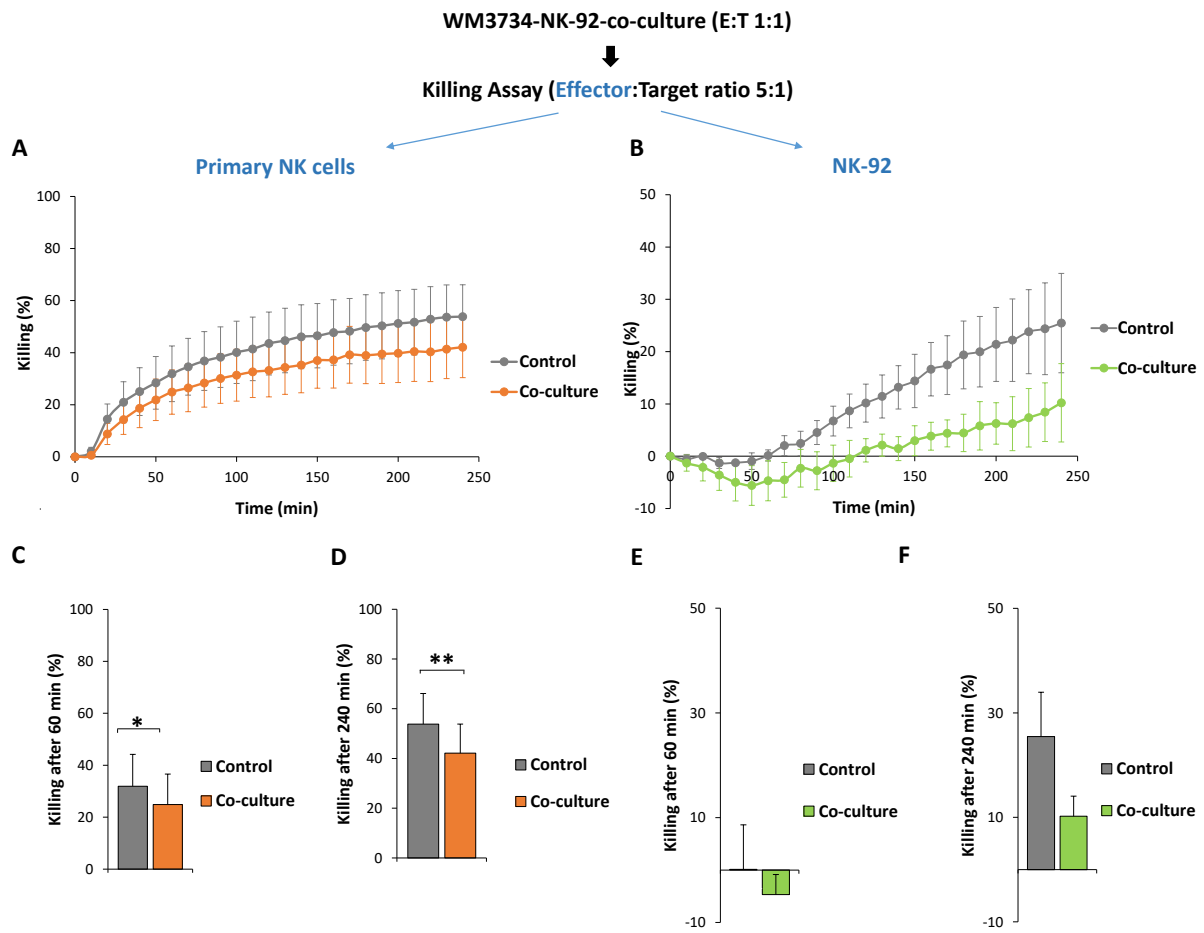 WM3734-NK-92-co-culture (E:T 1:1)
Killing Assay (Effector:Target ratio 5:1)
A
Primary NK cells
B
NK-92
Killing (%)
100
80
60
40
20
0
0
50
100
150
200
250
Time (min)
Control
Co-culture
Killing (%)
50
40
30
20
10
0
-10
0
50
100
150
200
250
Time (min)
Control
Co-culture
C
D
E
F
Killing after 60 min (%)
100
80
60
40
20
0
*
Control
Co-culture
Killing after 240 min (%)
100
80
60
40
20
0
**
Control
Co-culture
Killing after 60 min (%)
50
30
10
-10
Control
Co-culture
Killing after 240 min (%)
50
30
10
-10
Control
Co-culture